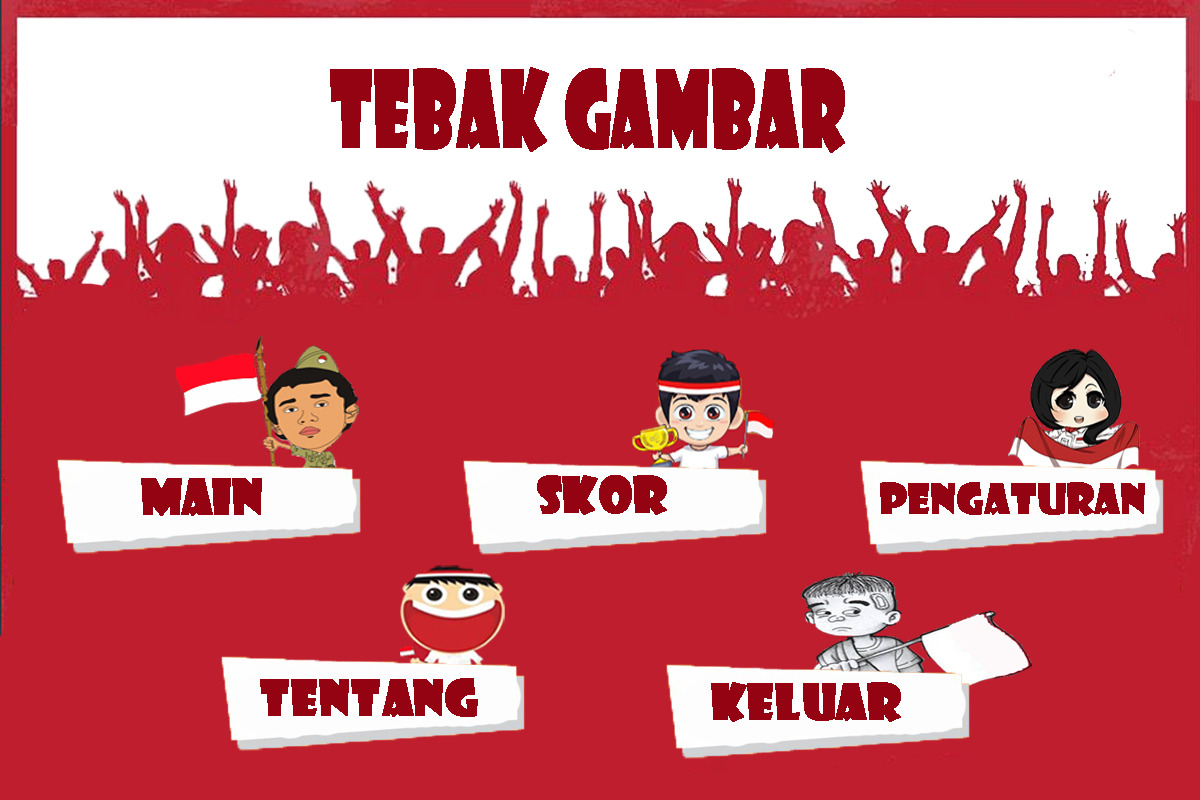 TEBAK GAMBAR
MAIN
SKOR
PENGATURAN
TENTANG
KELUAR